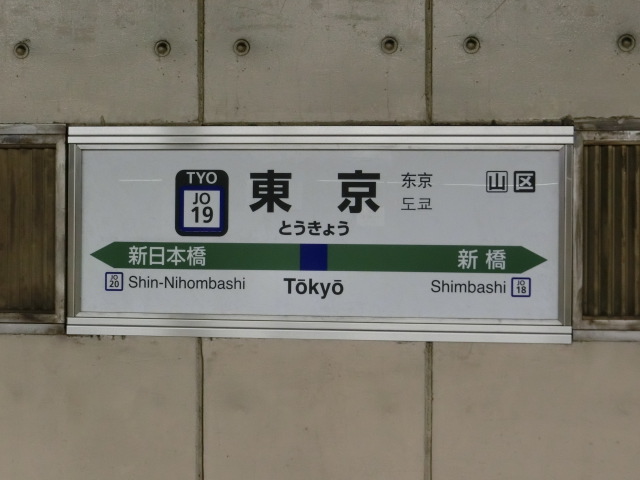 TYO
JO
19
東京
东京
도쿄
山 区
とうきょう
新日本橋
新橋
JO
20
Shin-Nihombashi
Tōkyō
Shimbashi
JO
18